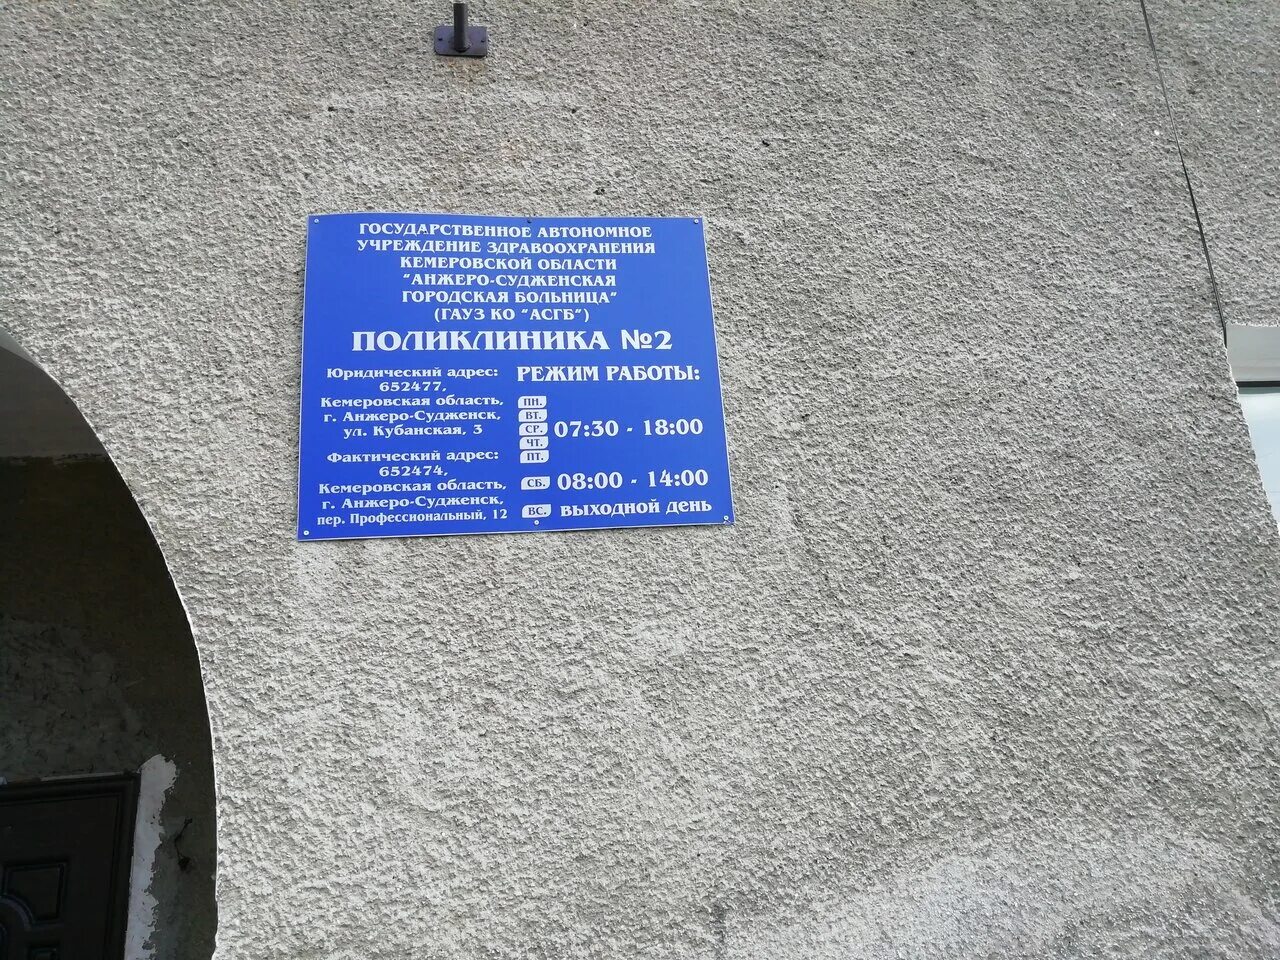 ГОСУДАРСТВЕННОЕ АВТОНОМНОЕ
УЧРЕЖДЕНИЕ ЗДРАВООХРАНЕНИЯ
КЕМЕРОВСКОЙ ОБЛАСТИ
"АНЖЕРО-СУДЖЕНСКАЯ
ГОРОДСКАЯ БОЛЬНИЦА"
(ГАУЗ КО "АСГБ")
ПОЛИКЛИНИКА №2
Юридический адрес:
652477,
Кемеровская область,
г. Анжеро-Судженск,
ул. Кубанская, 3
Фактический адрес:
652474,
Кемеровская область,
г. Анжеро-Судженск,
пер. Профессиональный, 12
РЕЖИМ РАБОТЫ:
ПН.
ВТ.
СР. 07:30 - 18:00
ЧТ.
ПТ.
СБ. 08:00 - 14:00
ВС. ВЫХОДНОЙ ДЕНЬ